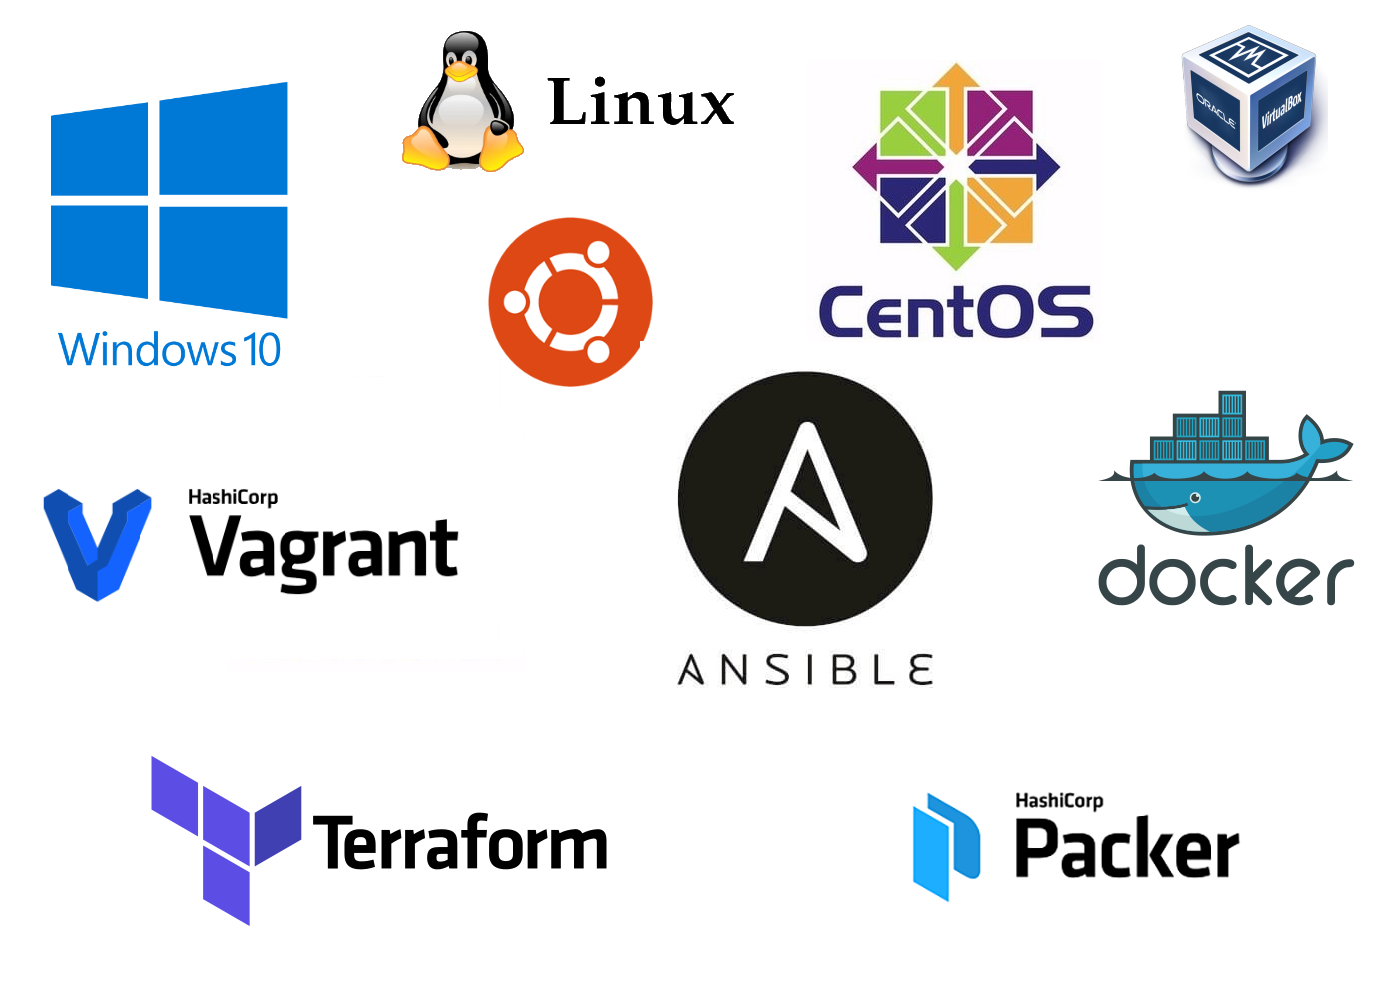 Linux
ORACLE
VirtualBox
Windows 10
CentOS
HashiCorp
Vagrant
docker
ANSIBLE
Terraform
HashiCorp
Packer